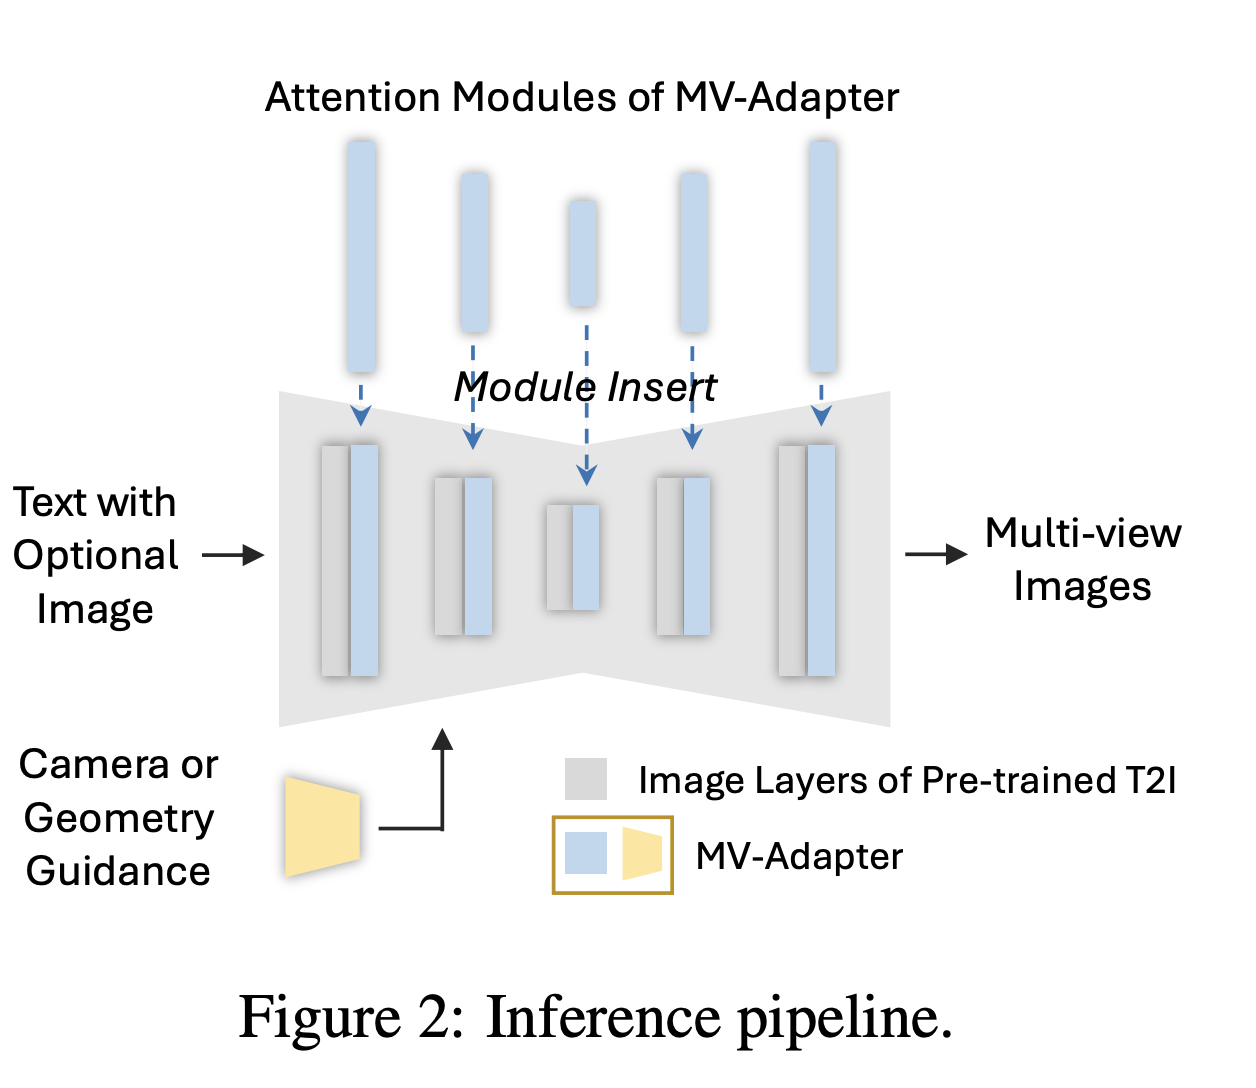 Attention Modules of MV-Adapter
Module Insert
Text with
Optional
Image
Multi-view
Images
Camera or
Geometry
Guidance
Image Layers of Pre-trained T2I
MV-Adapter
Figure 2: Inference pipeline.